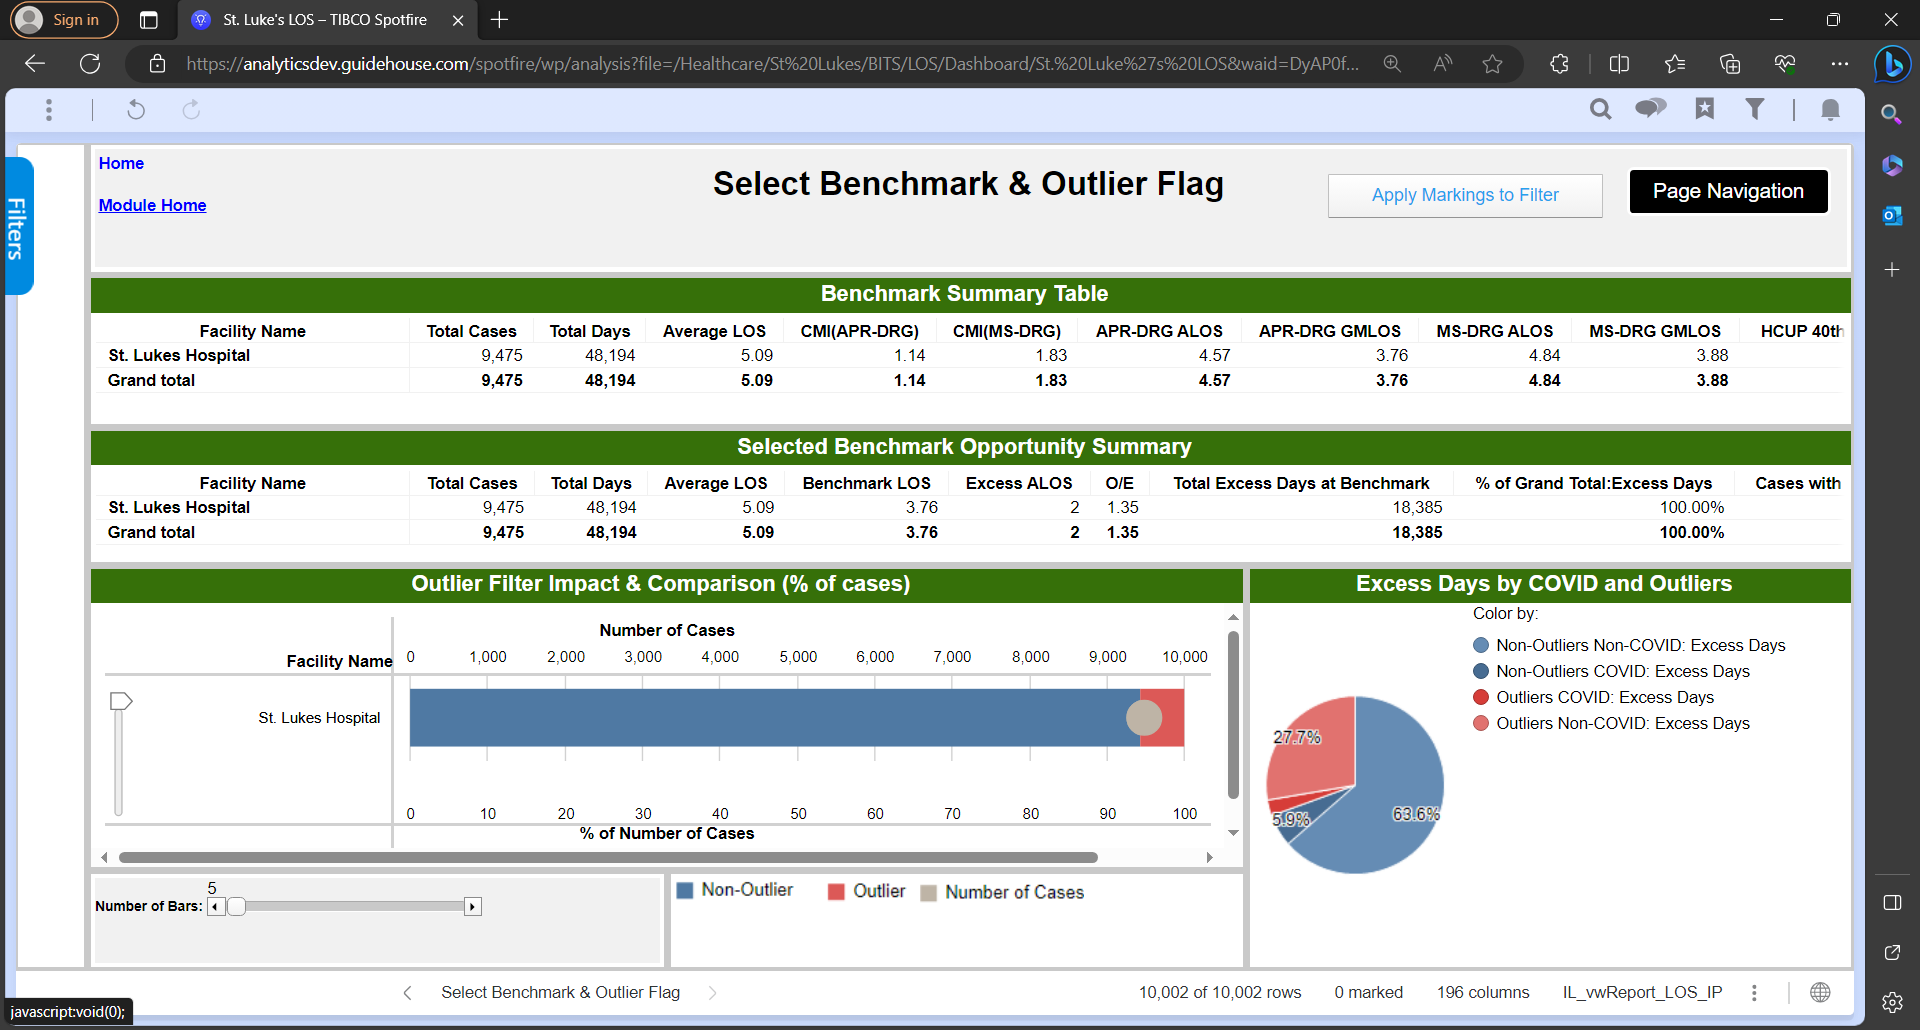 Sign in
St. Luke's LOS – TIBCO Spotfire
https://analyticsdev.guidehouse.com/spotfire/wp/analysis?file=/Healthcare/St%20Lukes/BITS/LOS/Dashboard/St.%20Luke%27s%20LOS&waid=DyAP0f...
Home
Module Home
Select Benchmark & Outlier Flag
Apply Markings to Filter
Page Navigation
Filters
Benchmark Summary Table
Facility Name Total Cases Total Days Average LOS CMI(APR-DRG) CMI(MS-DRG) APR-DRG ALOS APR-DRG GMLOS MS-DRG ALOS MS-DRG GMLOS HCUP 40th
St. Lukes Hospital 9,475 48,194 5.09 1.14 1.83 4.57 3.76 4.84 3.88
Grand total 9,475 48,194 5.09 1.14 1.83 4.57 3.76 4.84 3.88
Selected Benchmark Opportunity Summary
Facility Name Total Cases Total Days Average LOS Benchmark LOS Excess ALOS O/E Total Excess Days at Benchmark % of Grand Total:Excess Days Cases with
St. Lukes Hospital 9,475 48,194 5.09 3.76 2 1.35 18,385 100.00%
Grand total 9,475 48,194 5.09 3.76 2 1.35 18,385 100.00%
Outlier Filter Impact & Comparison (% of cases)
Number of Cases
Facility Name 0 1,000 2,000 3,000 4,000 5,000 6,000 7,000 8,000 9,000 10,000
St. Lukes Hospital
0 10 20 30 40 50 60 70 80 90 100
% of Number of Cases
Number of Bars: 5
Non-Outlier Outlier Number of Cases
Excess Days by COVID and Outliers
Color by:
Non-Outliers Non-COVID: Excess Days
Non-Outliers COVID: Excess Days
Outliers COVID: Excess Days
Outliers Non-COVID: Excess Days
27.7%
5.9%
63.6%
Select Benchmark & Outlier Flag
10,002 of 10,002 rows 0 marked 196 columns IL_vwReport_LOS_IP
javascript:void(0);